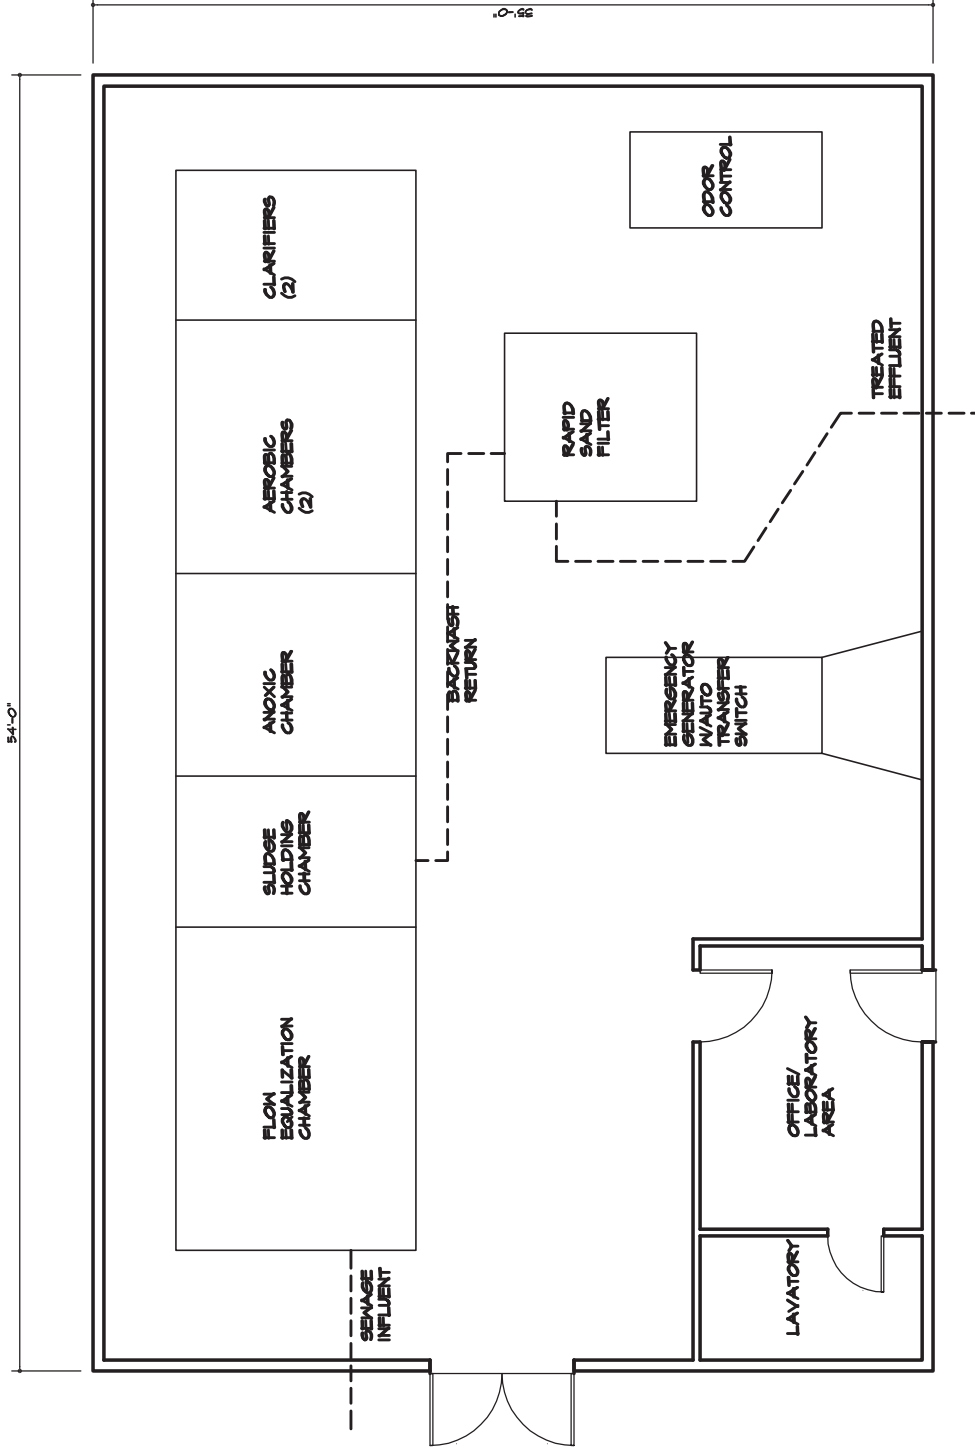 54'-0"
35'-0"
FLOW
EQUALIZATION
CHAMBER
SLUDGE
HOLDING
CHAMBER
ANOXIC
CHAMBER
AEROBIC
CHAMBERS
(2)
CLARIFIERS
(2)
SEWAGE
INFLUENT
BACKWASH
RETURN
RAPID
SAND
FILTER
EMERGENCY
GENERATOR
W/AUTO
TRANSFER
SWITCH
ODOR
CONTROL
LAVATORY
OFFICE/
LABORATORY
AREA
TREATED
EFFLUENT